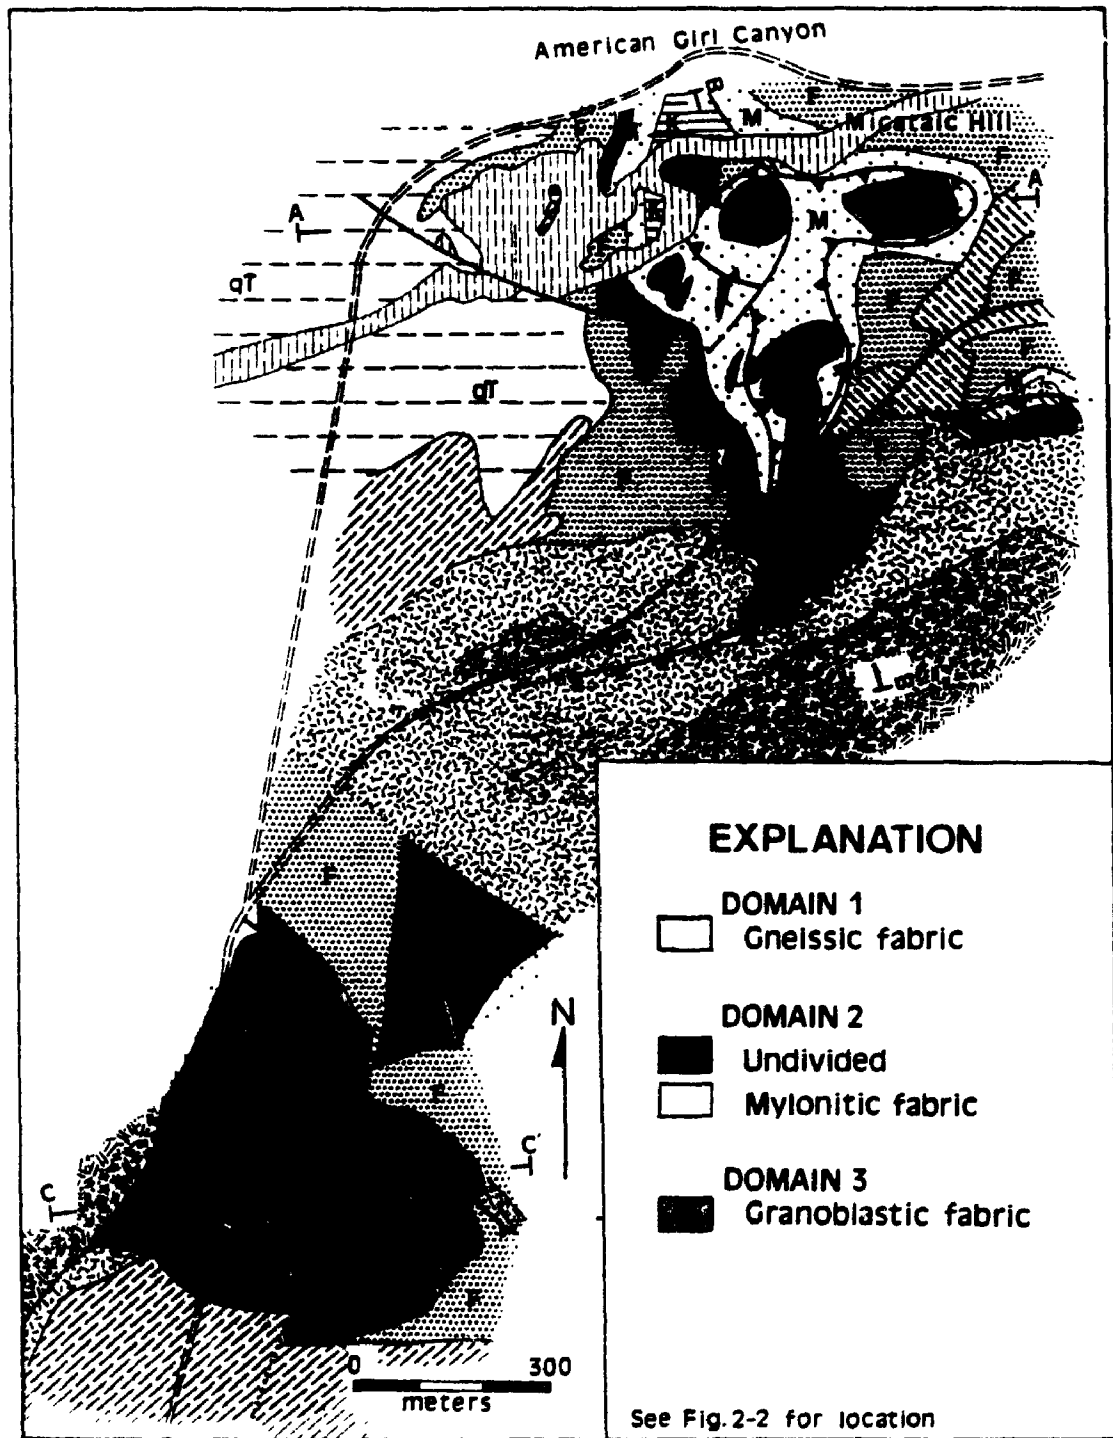 American Girl Canyon
B
F
M
Micatalc Hill
F
F
K
A
A
M
qT
F
F
F
qT
F
F
F
F
C'
C
F
N
0 300
meters
EXPLANATION
DOMAIN 1
Gneissic fabric
DOMAIN 2
Undivided
Mylonitic fabric
DOMAIN 3
Granoblastic fabric
See Fig. 2-2 for location